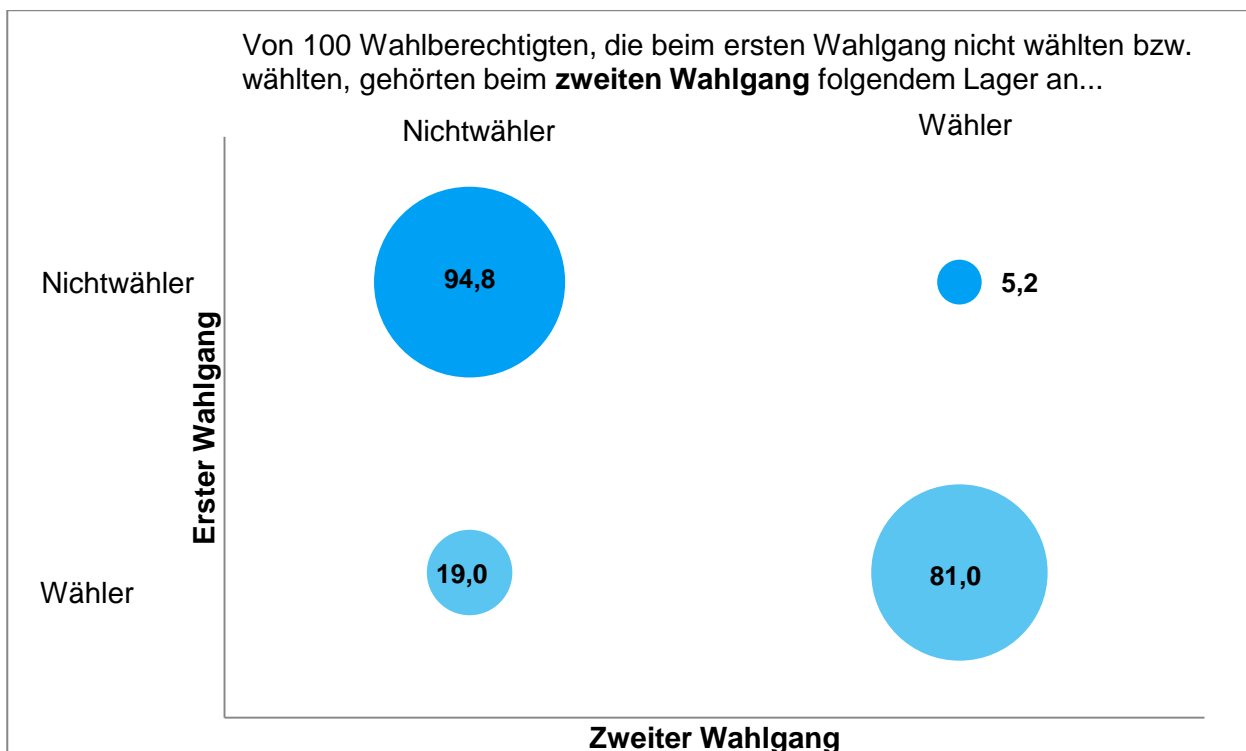 Von 100 Wahlberechtigten, die beim ersten Wahlgang nicht wählten bzw.
wählten, gehörten beim zweiten Wahlgang folgendem Lager an...
Nichtwähler
Wähler
Nichtwähler
94,8
5,2
Erster Wahlgang
Wähler
19,0
81,0
Zweiter Wahlgang